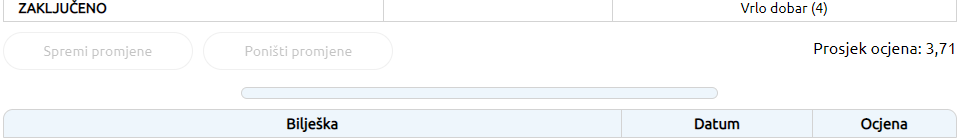 ZAKLJUČENO Vrlo dobar (4)
Spremi promjene Poništi promjene Prosjek ocjena: 3,71
Bilješka Datum Ocjena